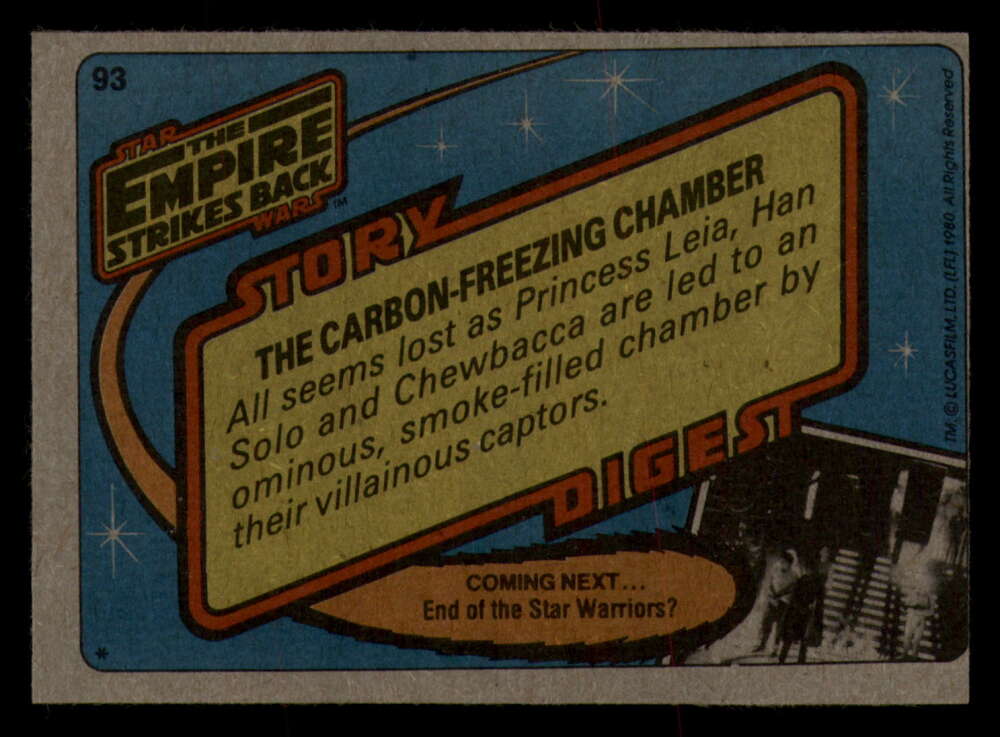 93
STAR
THE
EMPIRE
STRIKES BACK
WARS™
STORY
THE CARBON-FREEZING CHAMBER
All seems lost as Princess Leia, Han
Solo and Chewbacca are led to an
ominous, smoke-filled chamber by
their villainous captors.
DIGEST
COMING NEXT...
End of the Star Warriors?
*
TM: © LUCASFILM, LTD. (LFL) 1980 All Rights Reserved